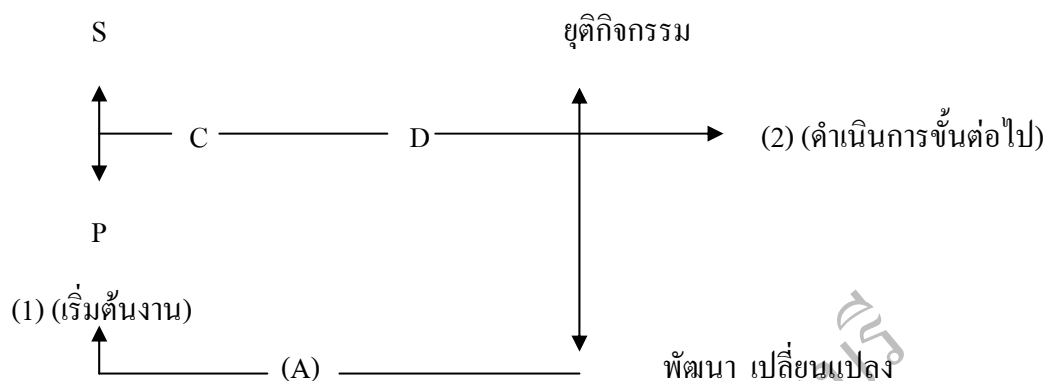 S ยุติกิจกรรม
C D (2) (ดำเนินการขั้นต่อไป)
P
(1) (เริ่มต้นงาน)
(A) พัฒนา เปลี่ยนแปลง